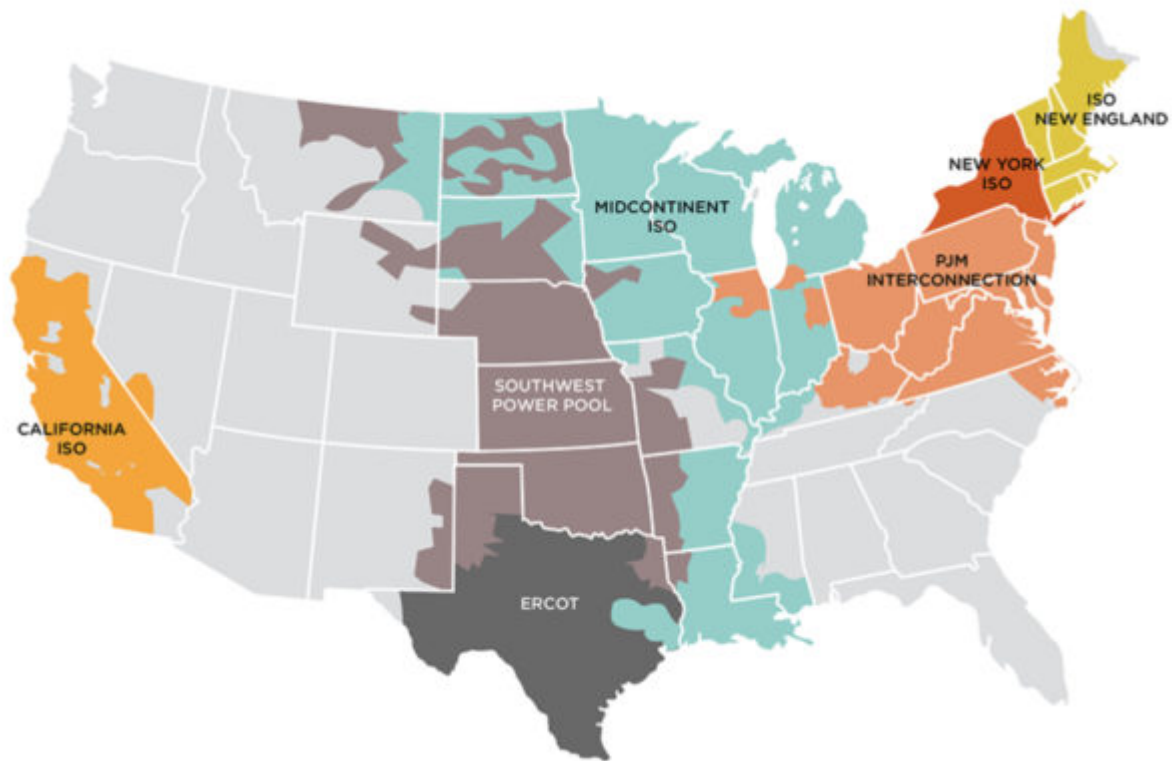 ISO
NEW ENGLAND
NEW YORK
ISO
MIDCONTINENT
ISO
PJM
INTERCONNECTION
SOUTHWEST
POWER POOL
CALIFORNIA
ISO
ERCOT